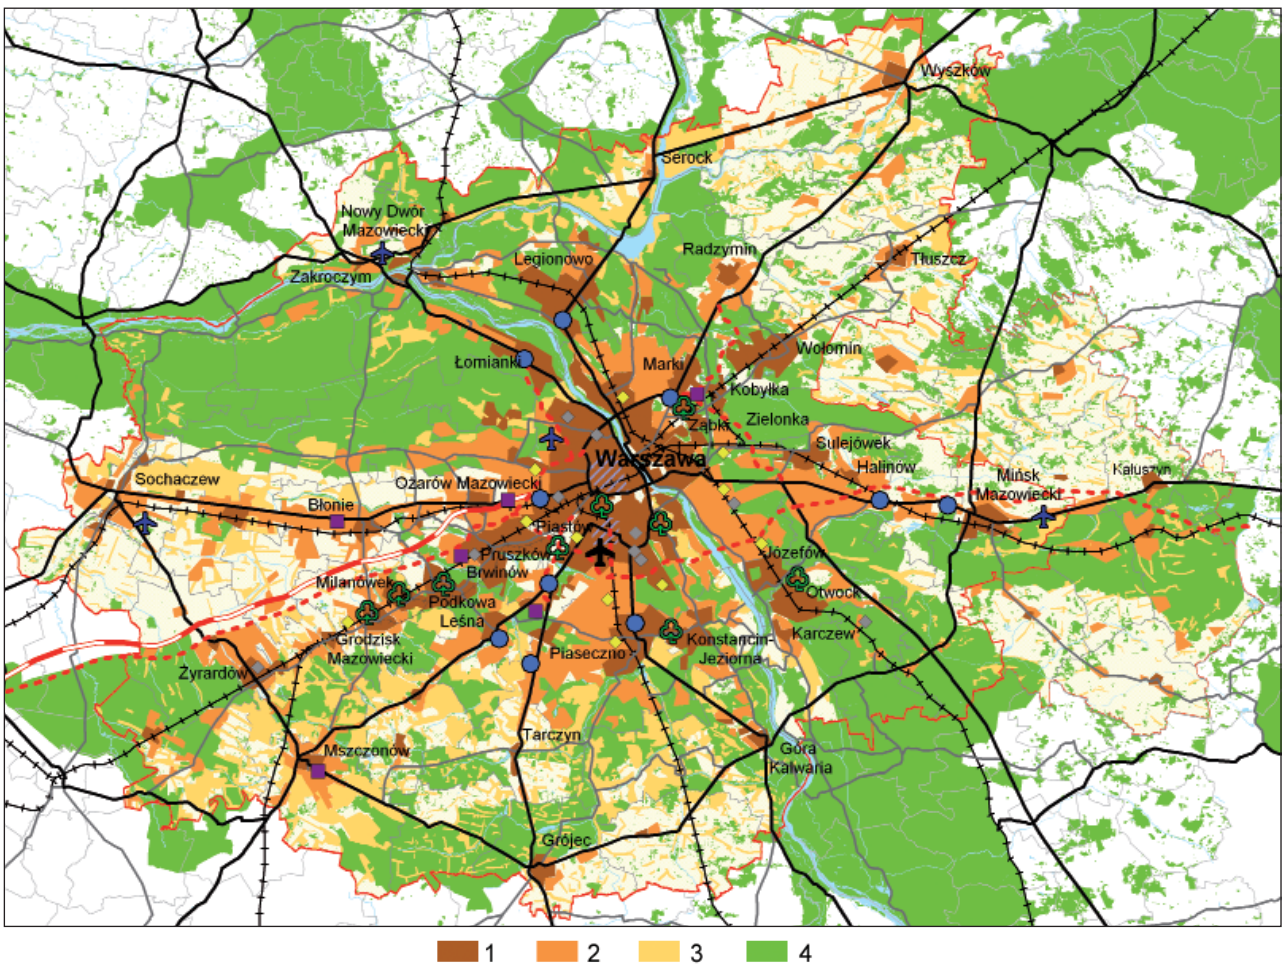 Wyszków
Serock
Nowy Dwór
Mazowiecki
Radzymin
Legionowo
Tłuszcz
Zakroczym
Wołomin
Łomianki
Marki
Kobyłka
Zielonka
Ząbki
Sulejówek
Warszawa
Halinów
Kałuszyn
Mińsk
Mazowiecki
Sochaczew
Ożarów Mazowiecki
Błonie
Piastów
Pruszków
Józefów
Brwinów
Milanówek
Otwock
Podkowa
Leśna
Karczew
Grodzisk
Mazowiecki
Konstancin-
Jeziorna
Piaseczno
Żyrardów
Tarczyn
Mszczonów
Góra
Kalwaria
Grójec
1 2 3 4